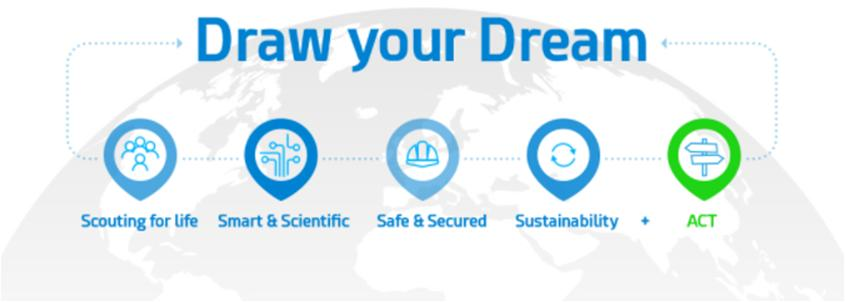 Draw your Dream
Scouting for life Smart & Scientific Safe & Secured Sustainability + ACT